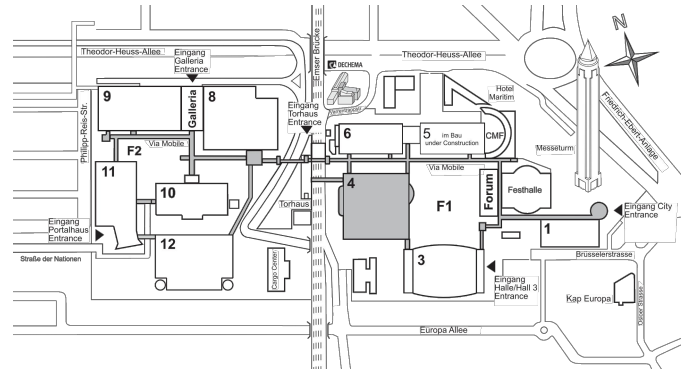 Theodor-Heuss-Allee
Eingang
Galleria
Entrance
Emser Brücke
DECHEMA
Theodor-Heuss-Allee
N
Friedrich-Ebert-Anlage
Philipp-Reis-Str.
9
Galleria
8
Eingang
Torhaus
Entrance
Hotel
Maritim
6
5
im Bau
under Construction
CMF
Messeturm
F2
Via Mobile
Via Mobile
11
10
4
F1
Forum
Festhalle
Torhaus
Eingang
Portalhaus
Entrance
12
Eingang City
Entrance
1
Straße der Nationen
Cargo Center
3
Eingang
Halle/Hall 3
Entrance
Brüsselerstrasse
Kap Europa
Osloer Strasse
Europa Allee